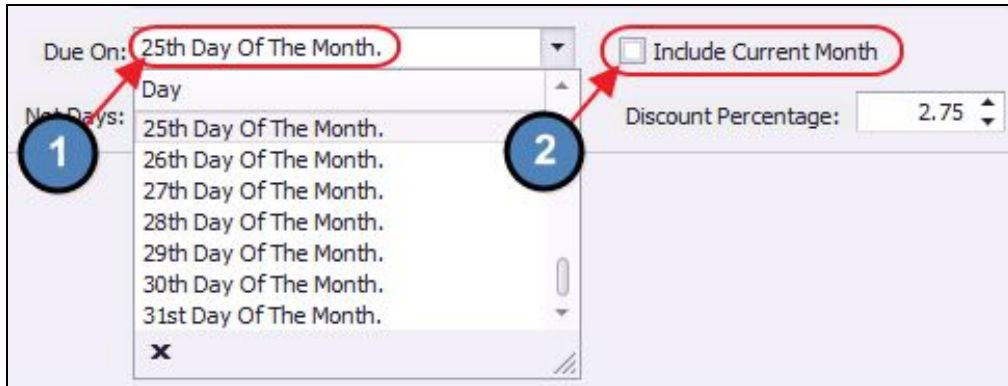 Due On: 25th Day Of The Month. Include Current Month
Day
Net Days: Discount Percentage: 2.75
25th Day Of The Month.
1 2
26th Day Of The Month.
27th Day Of The Month.
28th Day Of The Month.
29th Day Of The Month.
30th Day Of The Month.
31st Day Of The Month.
x